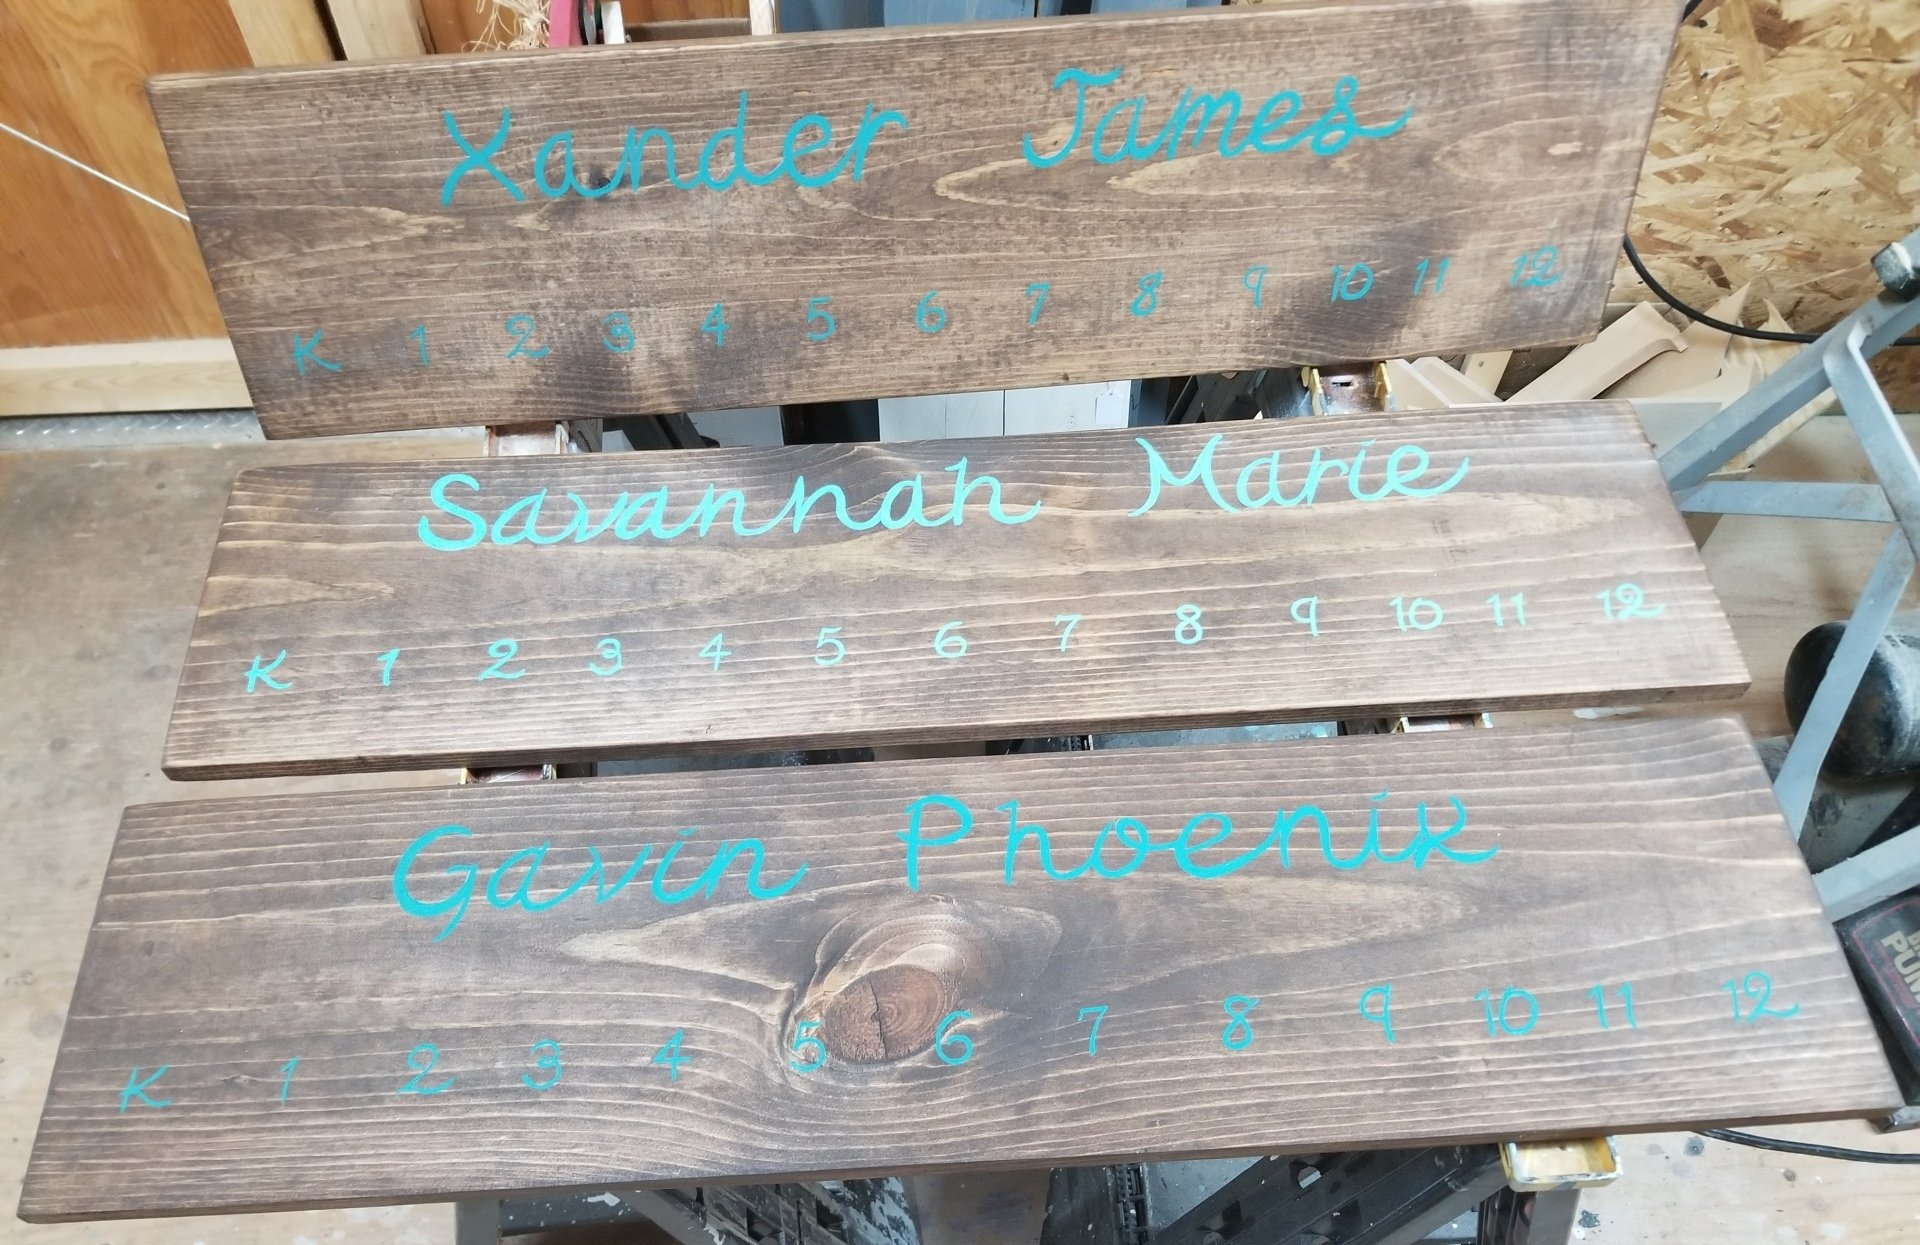 Xander James
K 1 2 3 4 5 6 7 8 9 10 11 12
Savannah Marie
K 1 2 3 4 5 6 7 8 9 10 11 12
Gavin Phoenix
K 1 2 3 4 5 6 7 8 9 10 11 12